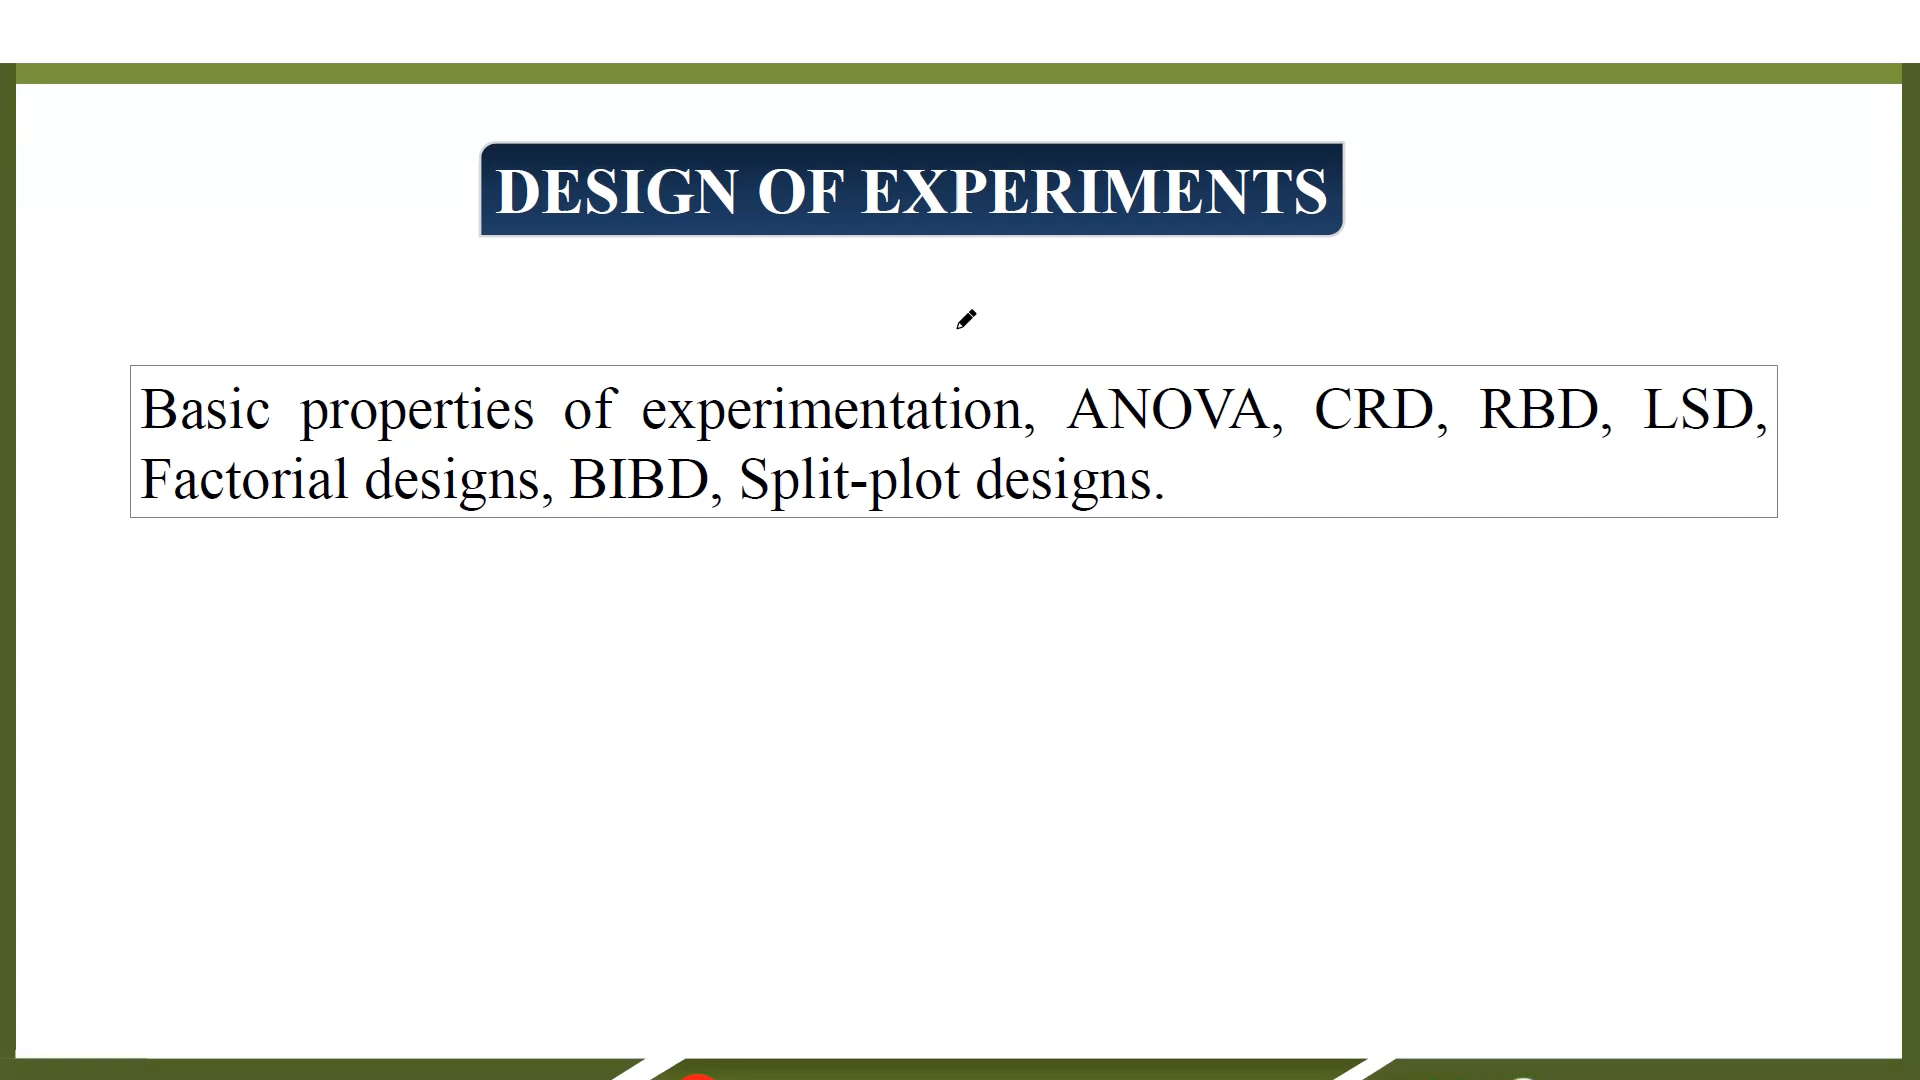 DESIGN OF EXPERIMENTS
Basic properties of experimentation, ANOVA, CRD, RBD, LSD,
Factorial designs, BIBD, Split-plot designs.